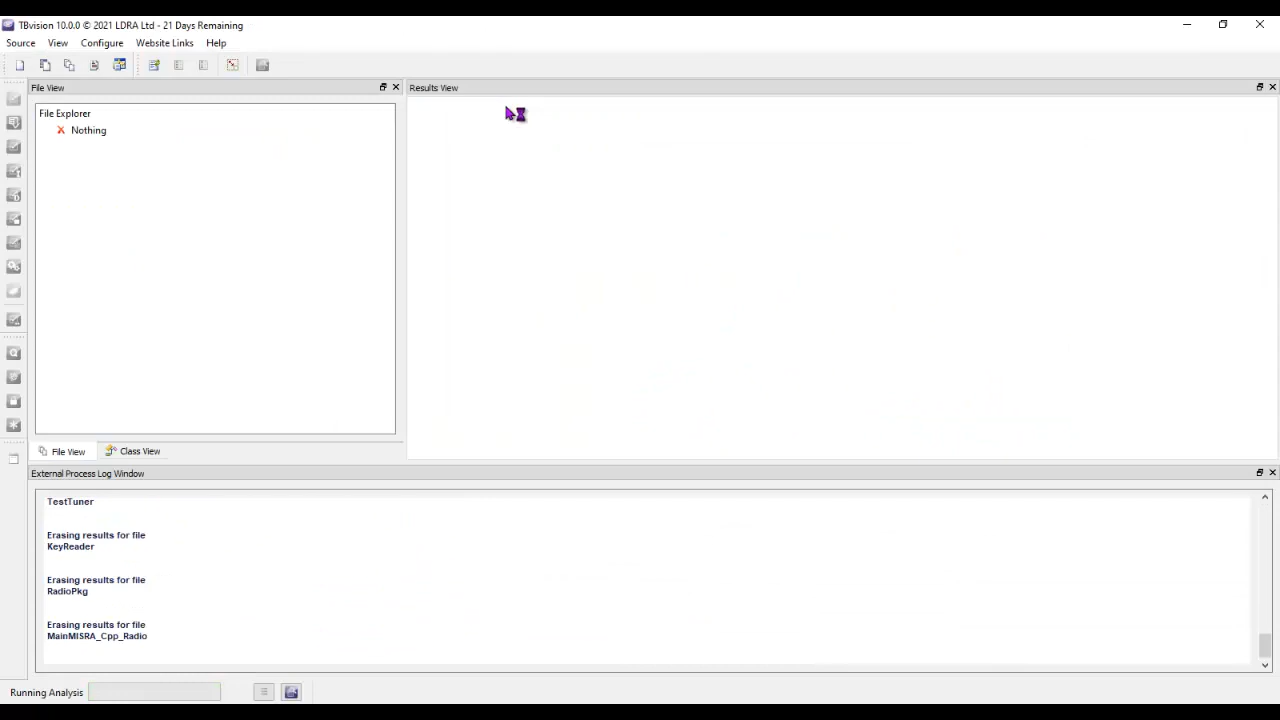 TBvision 10.0.0 © 2021 LDRA Ltd - 21 Days Remaining
Source View Configure Website Links Help
File View
Results View
File Explorer
Nothing
File View
Class View
External Process Log Window
TestTuner
Erasing results for file
KeyReader
Erasing results for file
RadioPkg
Erasing results for file
MainMISRA_Cpp_Radio
Running Analysis